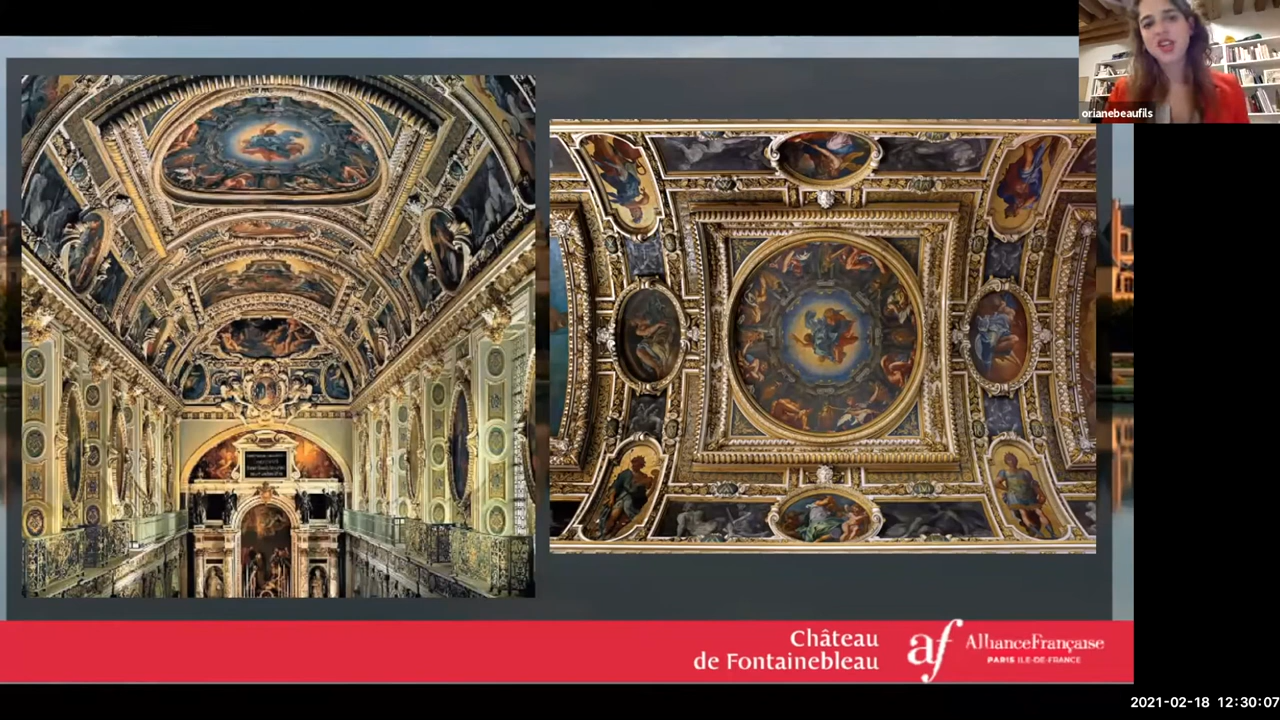 orianebeaufils
Château
de Fontainebleau
af
AllianceFrançaise
PARIS ILE-DE-FRANCE
2021-02-18 12:30:07